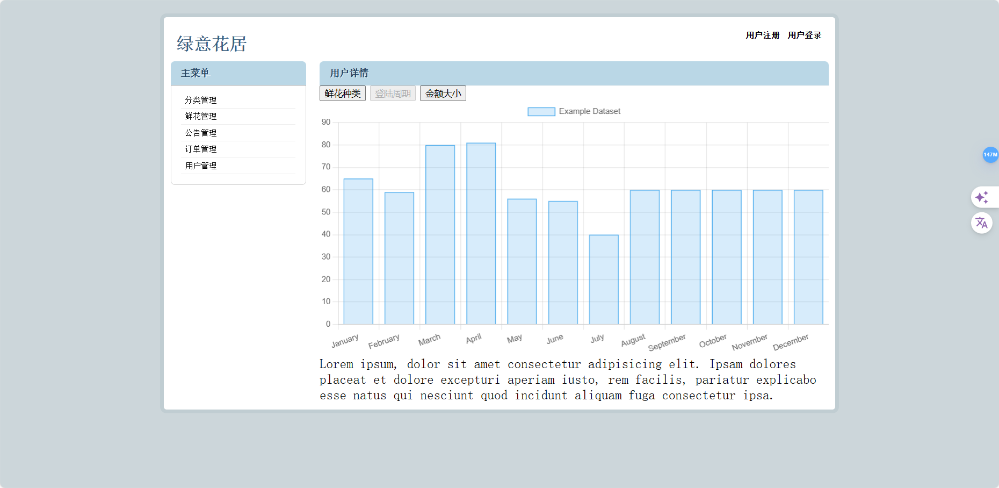 绿意花居
用户注册 用户登录
主菜单
分类管理
鲜花管理
公告管理
订单管理
用户管理
用户详情
鲜花种类 登陆周期 金额大小
Example Dataset
90
80
70
60
50
40
30
20
10
0
January February March April May June July August September October November December
Lorem ipsum, dolor sit amet consectetur adipisicing elit. Ipsam dolores
placeat et dolore excepturi aperiam iusto, rem facilis, pariatur explicabo
esse natus qui nesciunt quod incidunt aliquam fuga consectetur ipsa.
147M